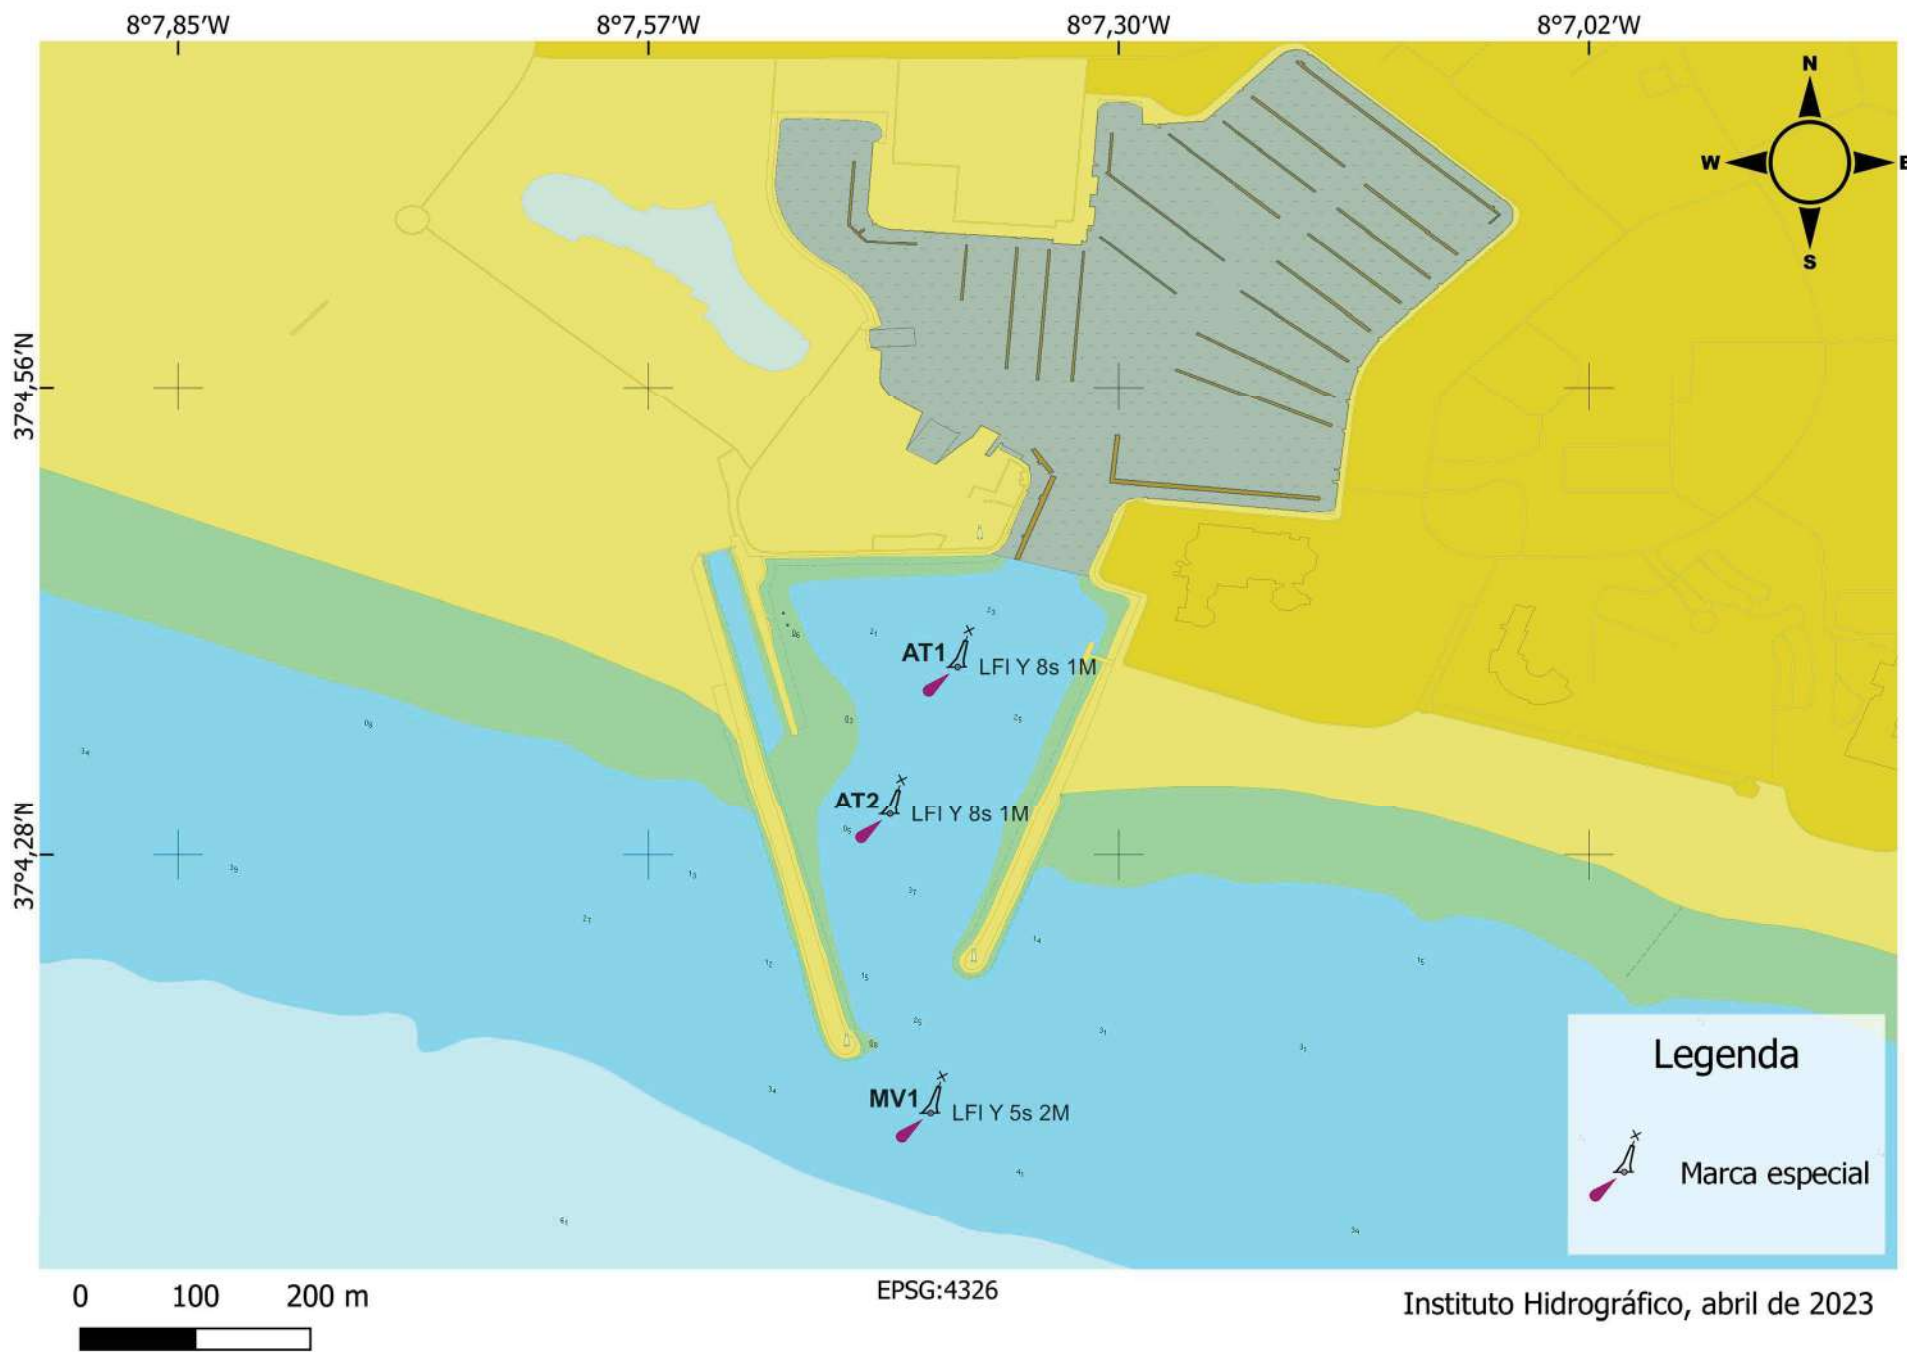 8°7,85′W 8°7,57′W 8°7,30′W 8°7,02′W
N
W E
S
37°4,56′N
37°4,28′N
AT1 LFl Y 8s 1M
AT2 LFl Y 8s 1M
MV1 LFl Y 5s 2M
Legenda
Marca especial
0 100 200 m
EPSG:4326
Instituto Hidrográfico, abril de 2023